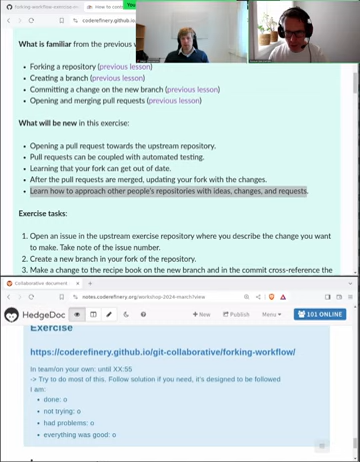 forking-workflow-exercise-m
How to cont
You
coderefinery.github.io
What is familiar from the previous w
• Forking a repository (previous lesson)
• Creating a branch (previous lesson)
• Committing a change on the new branch (previous lesson)
• Opening and merging pull requests (previous lesson)
What will be new in this exercise:
• Opening a pull request towards the upstream repository.
• Pull requests can be coupled with automated testing.
• Learning that your fork can get out of date.
• After the pull requests are merged, updating your fork with the changes.
• Learn how to approach other people's repositories with ideas, changes, and requests.
Exercise tasks:
1. Open an issue in the upstream exercise repository where you describe the change you
want to make. Take note of the issue number.
2. Create a new branch in your fork of the repository.
3. Make a change to the recipe book on the new branch and in the commit cross-reference the
Collaborative document
notes.coderefinery.org/workshop-2024-march?view
HedgeDoc
+ New
Publish
Menu
101 ONLINE
Exercise
https://coderefinery.github.io/git-collaborative/forking-workflow/
In team/on your own: until XX:55
-> Try to do most of this. Follow solution if you need, it's designed to be followed
I am:
• done: o
• not trying: o
• had problems: o
• everything was good: o